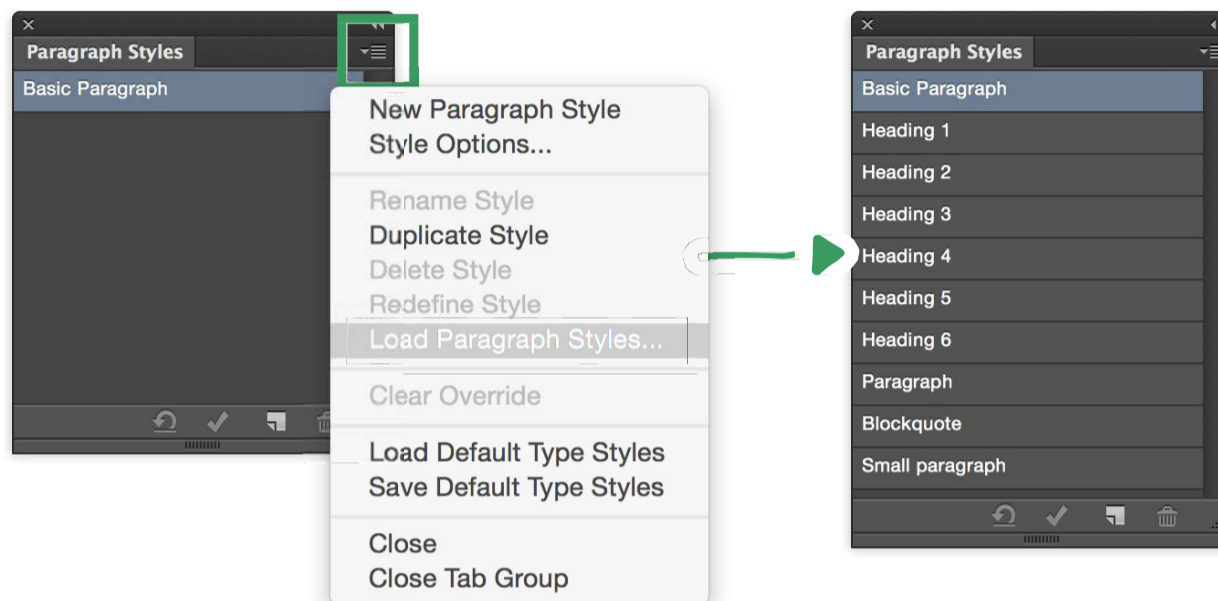 Paragraph Styles
Basic Paragraph
New Paragraph Style
Style Options...
Rename Style
Duplicate Style
Delete Style
Redefine Style
Load Paragraph Styles...
Clear Override
Load Default Type Styles
Save Default Type Styles
Close
Close Tab Group
Paragraph Styles
Basic Paragraph
Heading 1
Heading 2
Heading 3
Heading 4
Heading 5
Heading 6
Paragraph
Blockquote
Small paragraph